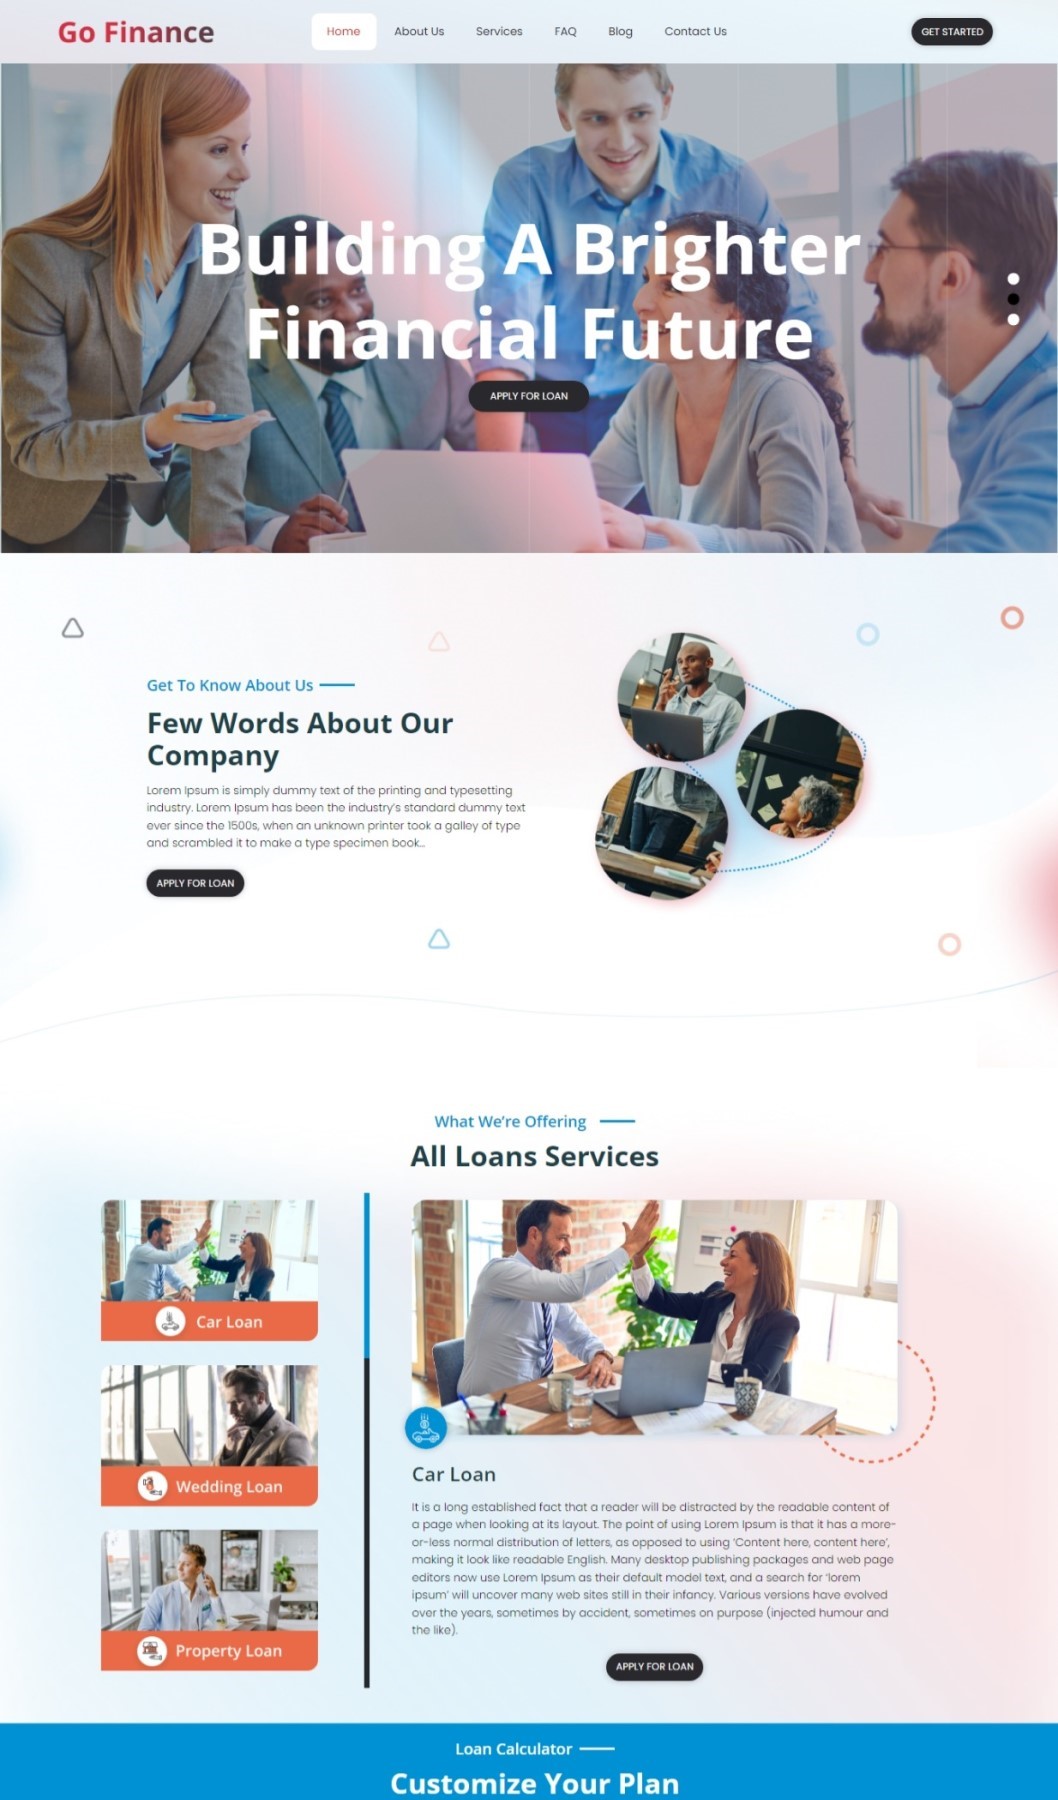 Go Finance
Home
About Us
Services
FAQ
Blog
Contact Us
GET STARTED
Building A Brighter
Financial Future
APPLY FOR LOAN
Get To Know About Us
Few Words About Our
Company
Lorem Ipsum is simply dummy text of the printing and typesetting
industry. Lorem Ipsum has been the industry's standard dummy text
ever since the 1500s, when an unknown printer took a galley of type
and scrambled it to make a type specimen book...
APPLY FOR LOAN
What We're Offering
All Loans Services
Car Loan
Wedding Loan
Property Loan
Car Loan
It is a long established fact that a reader will be distracted by the readable content of
a page when looking at its layout. The point of using Lorem Ipsum is that it has a more-
or-less normal distribution of letters, as opposed to using 'Content here, content here',
making it look like readable English. Many desktop publishing packages and web page
editors now use Lorem Ipsum as their default model text, and a search for 'lorem
ipsum' will uncover many web sites still in their infancy. Various versions have evolved
over the years, sometimes by accident, sometimes on purpose (injected humour and
the like).
APPLY FOR LOAN
Loan Calculator
Customize Your Plan